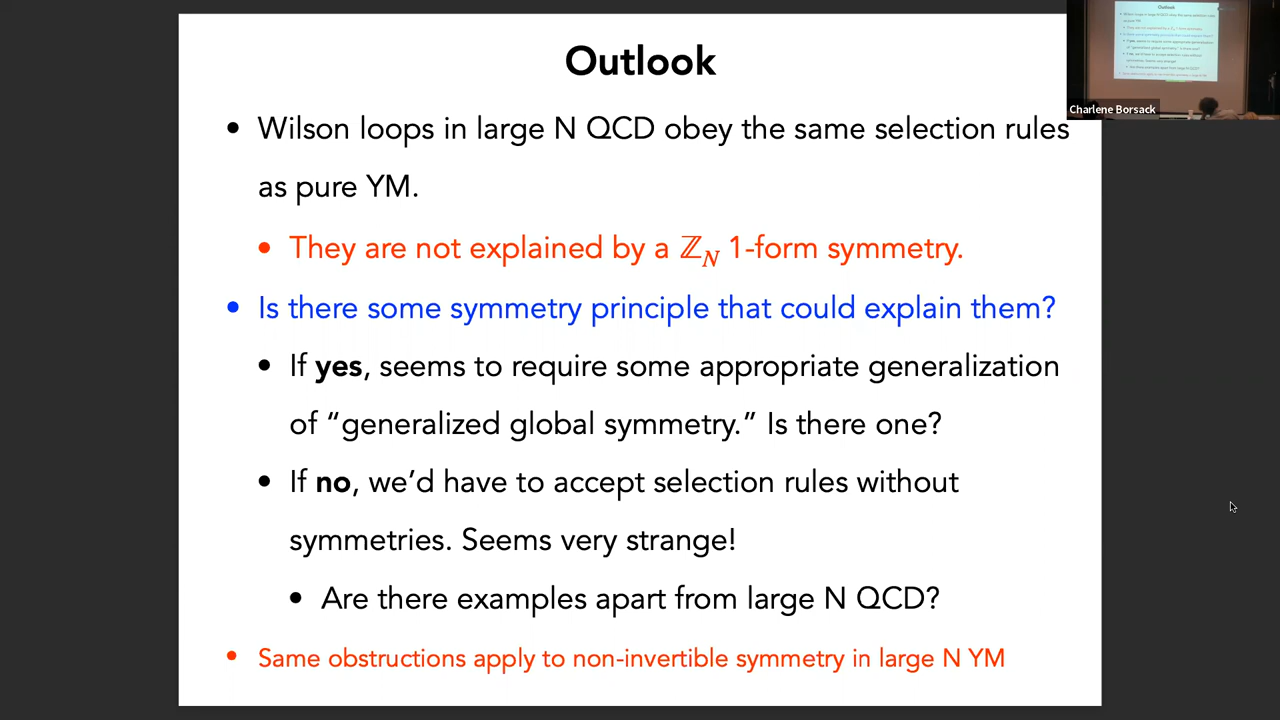 Outlook
• Wilson loops in large N QCD obey the same selection rules
as pure YM.
• They are not explained by a ℤ_N 1-form symmetry.
• Is there some symmetry principle that could explain them?
• If yes, seems to require some appropriate generalization
of “generalized global symmetry.” Is there one?
• If no, we’d have to accept selection rules without
symmetries. Seems very strange!
• Are there examples apart from large N QCD?
• Same obstructions apply to non-invertible symmetry in large N YM
Charlene Borsack